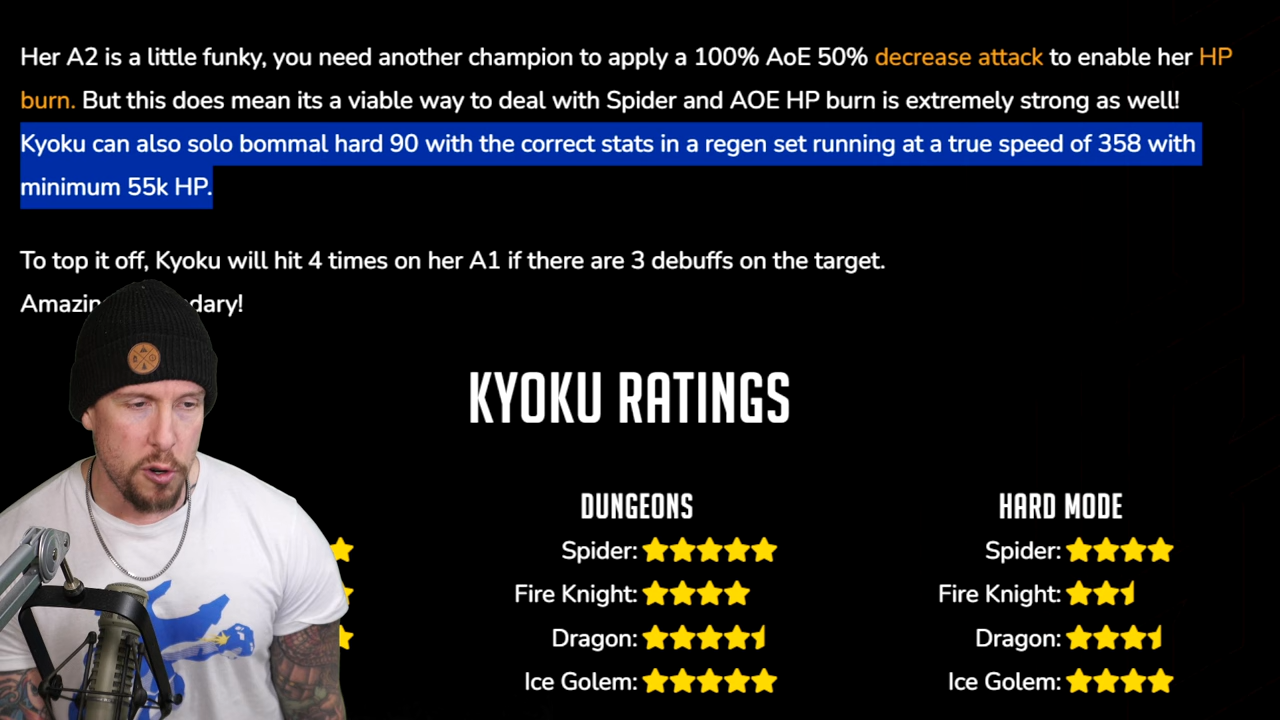 Her A2 is a little funky, you need another champion to apply a 100% AoE 50% decrease attack to enable her HP
burn. But this does mean its a viable way to deal with Spider and AOE HP burn is extremely strong as well!
Kyoku can also solo bommal hard 90 with the correct stats in a regen set running at a true speed of 358 with
minimum 55k HP.
To top it off, Kyoku will hit 4 times on her A1 if there are 3 debuffs on the target.
KYOKU RATINGS
DUNGEONS
Spider:
Fire Knight:
Dragon:
Ice Golem:
HARD MODE
Spider:
Fire Knight:
Dragon:
Ice Golem: